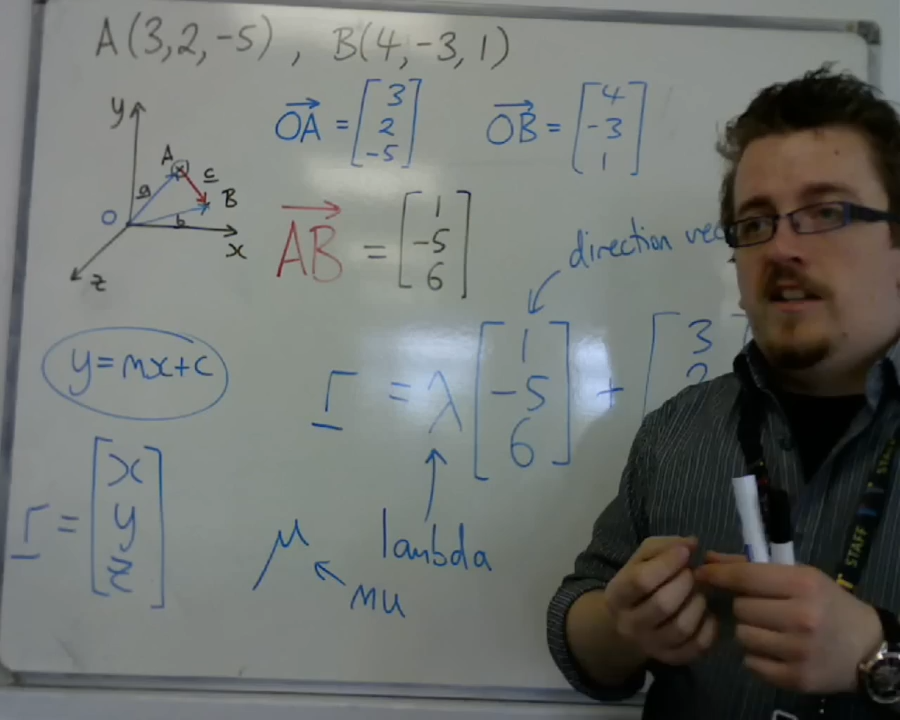 A(3,2,-5), B(4,-3,1)
y
A
c
B
a
O
b
x
z
OA = [3
2
-5]
OB = [4
-3
1]
AB = [1
-5
6]
direction
y=mx+c
r = λ [1
-5
6] + [3
2
r = [x
y
z]
μ
mu
lambda
STAFF